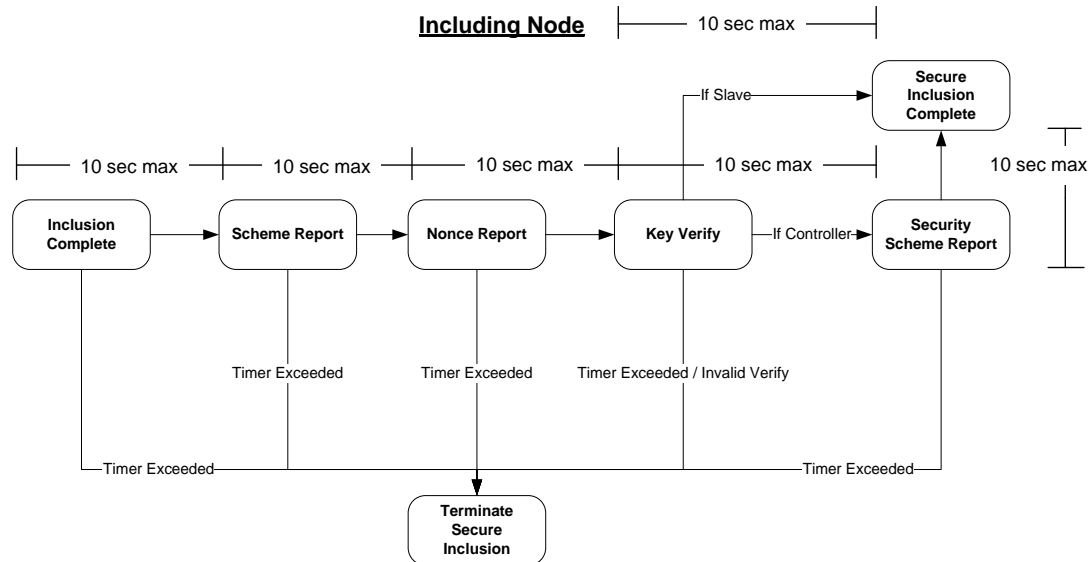 Including Node
10 sec max
If Slave
Secure
Inclusion
Complete
10 sec max
10 sec max
10 sec max
10 sec max
10 sec max
Inclusion
Complete
Scheme Report
Nonce Report
Key Verify
If Controller
Security
Scheme Report
Timer Exceeded
Timer Exceeded
Timer Exceeded / Invalid Verify
Timer Exceeded
Timer Exceeded
Terminate
Secure
Inclusion